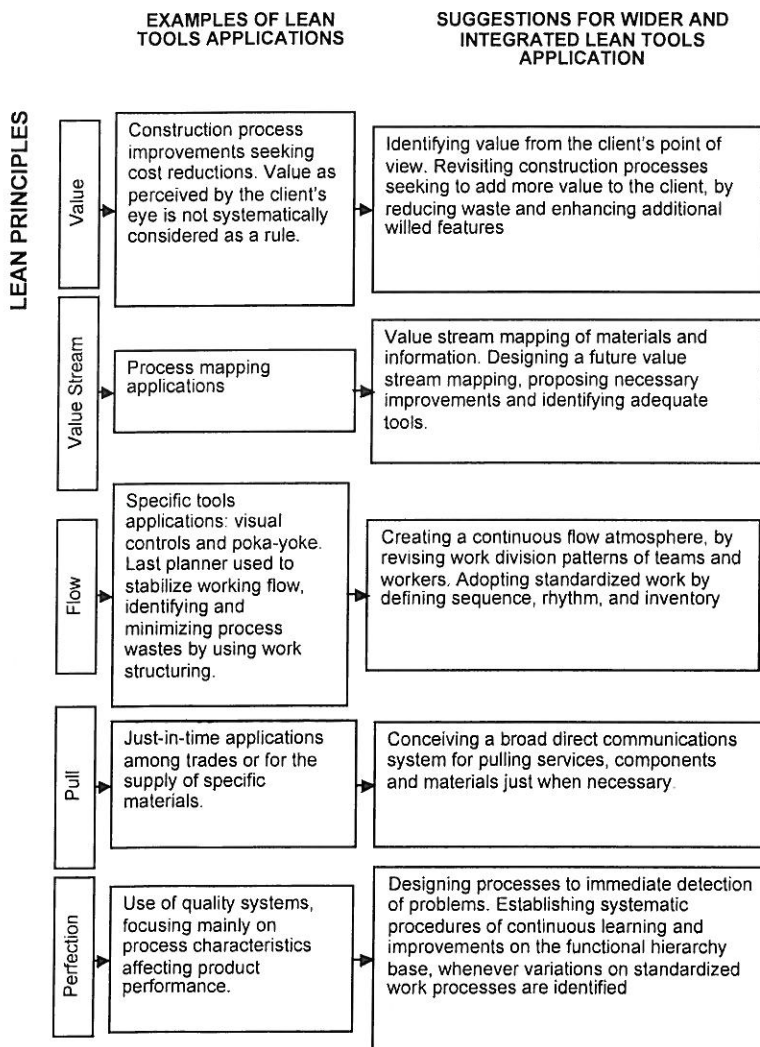 EXAMPLES OF LEAN
TOOLS APPLICATIONS
SUGGESTIONS FOR WIDER AND
INTEGRATED LEAN TOOLS
APPLICATION
LEAN PRINCIPLES
Value
Construction process
improvements seeking
cost reductions. Value as
perceived by the client's
eye is not systematically
considered as a rule.
Identifying value from the client's point of
view. Revisiting construction processes
seeking to add more value to the client, by
reducing waste and enhancing additional
willed features
Value Stream
Process mapping
applications
Value stream mapping of materials and
information. Designing a future value
stream mapping, proposing necessary
improvements and identifying adequate
tools.
Flow
Specific tools
applications: visual
controls and poka-yoke.
Last planner used to
stabilize working flow,
identifying and
minimizing process
wastes by using work
structuring.
Creating a continuous flow atmosphere, by
revising work division patterns of teams and
workers. Adopting standardized work by
defining sequence, rhythm, and inventory
Pull
Just-in-time applications
among trades or for the
supply of specific
materials.
Conceiving a broad direct communications
system for pulling services, components
and materials just when necessary.
Perfection
Use of quality systems,
focusing mainly on
process characteristics
affecting product
performance.
Designing processes to immediate detection
of problems. Establishing systematic
procedures of continuous learning and
improvements on the functional hierarchy
base, whenever variations on standardized
work processes are identified